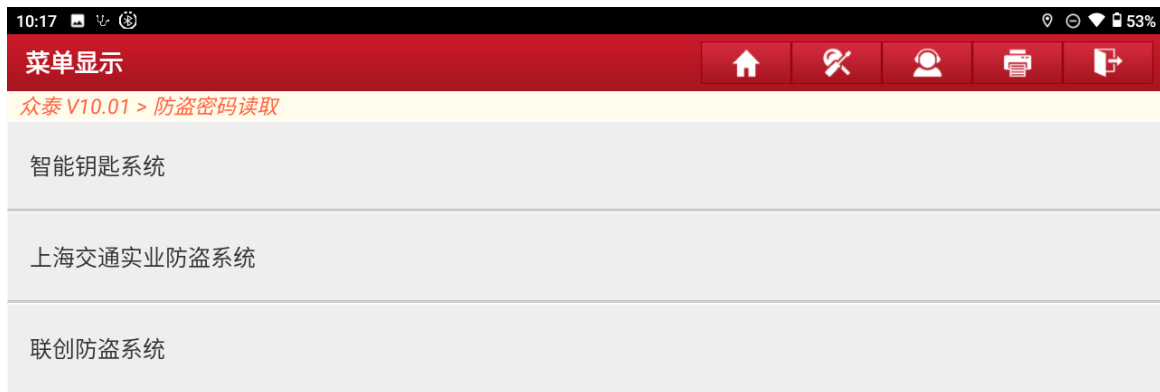 10:17 53%
菜单显示
众泰 V10.01 > 防盗密码读取
智能钥匙系统
上海交通实业防盗系统
联创防盗系统